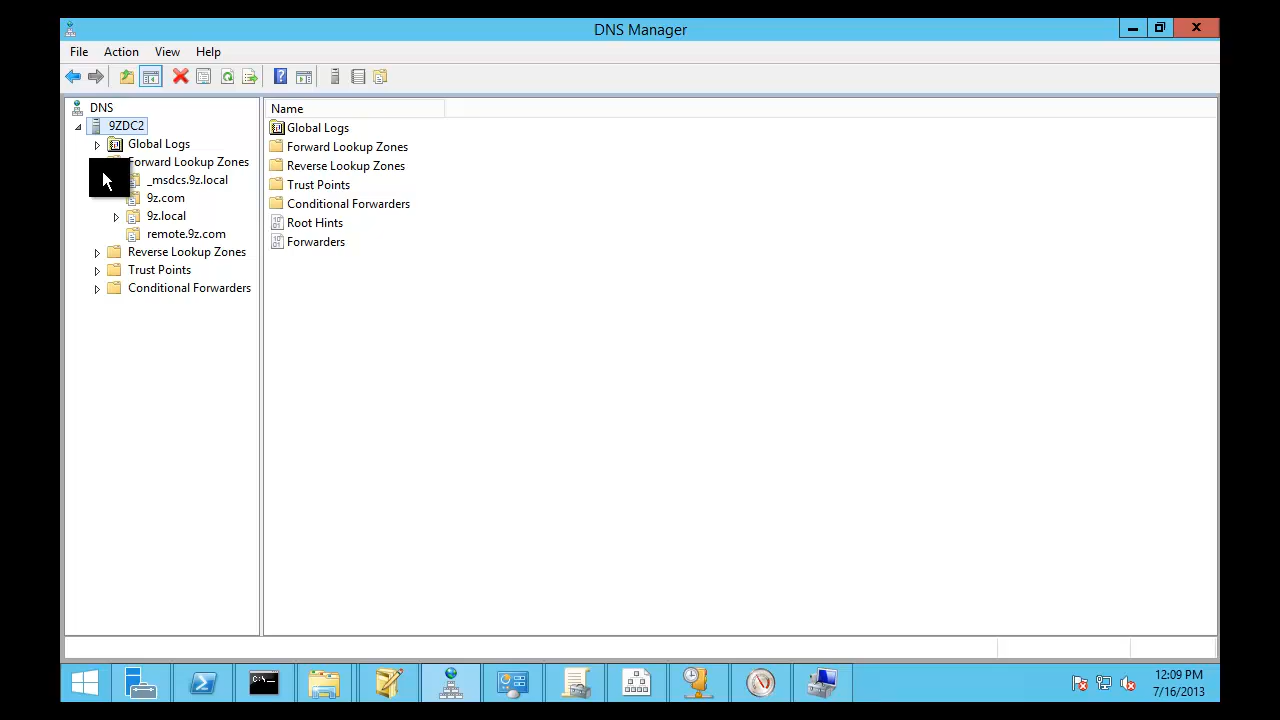 DNS Manager
File Action View Help
DNS
9ZDC2
Global Logs
Forward Lookup Zones
_msdcs.9z.local
9z.com
9z.local
remote.9z.com
Reverse Lookup Zones
Trust Points
Conditional Forwarders
Name
Global Logs
Forward Lookup Zones
Reverse Lookup Zones
Trust Points
Conditional Forwarders
Root Hints
Forwarders
12:09 PM
7/16/2013